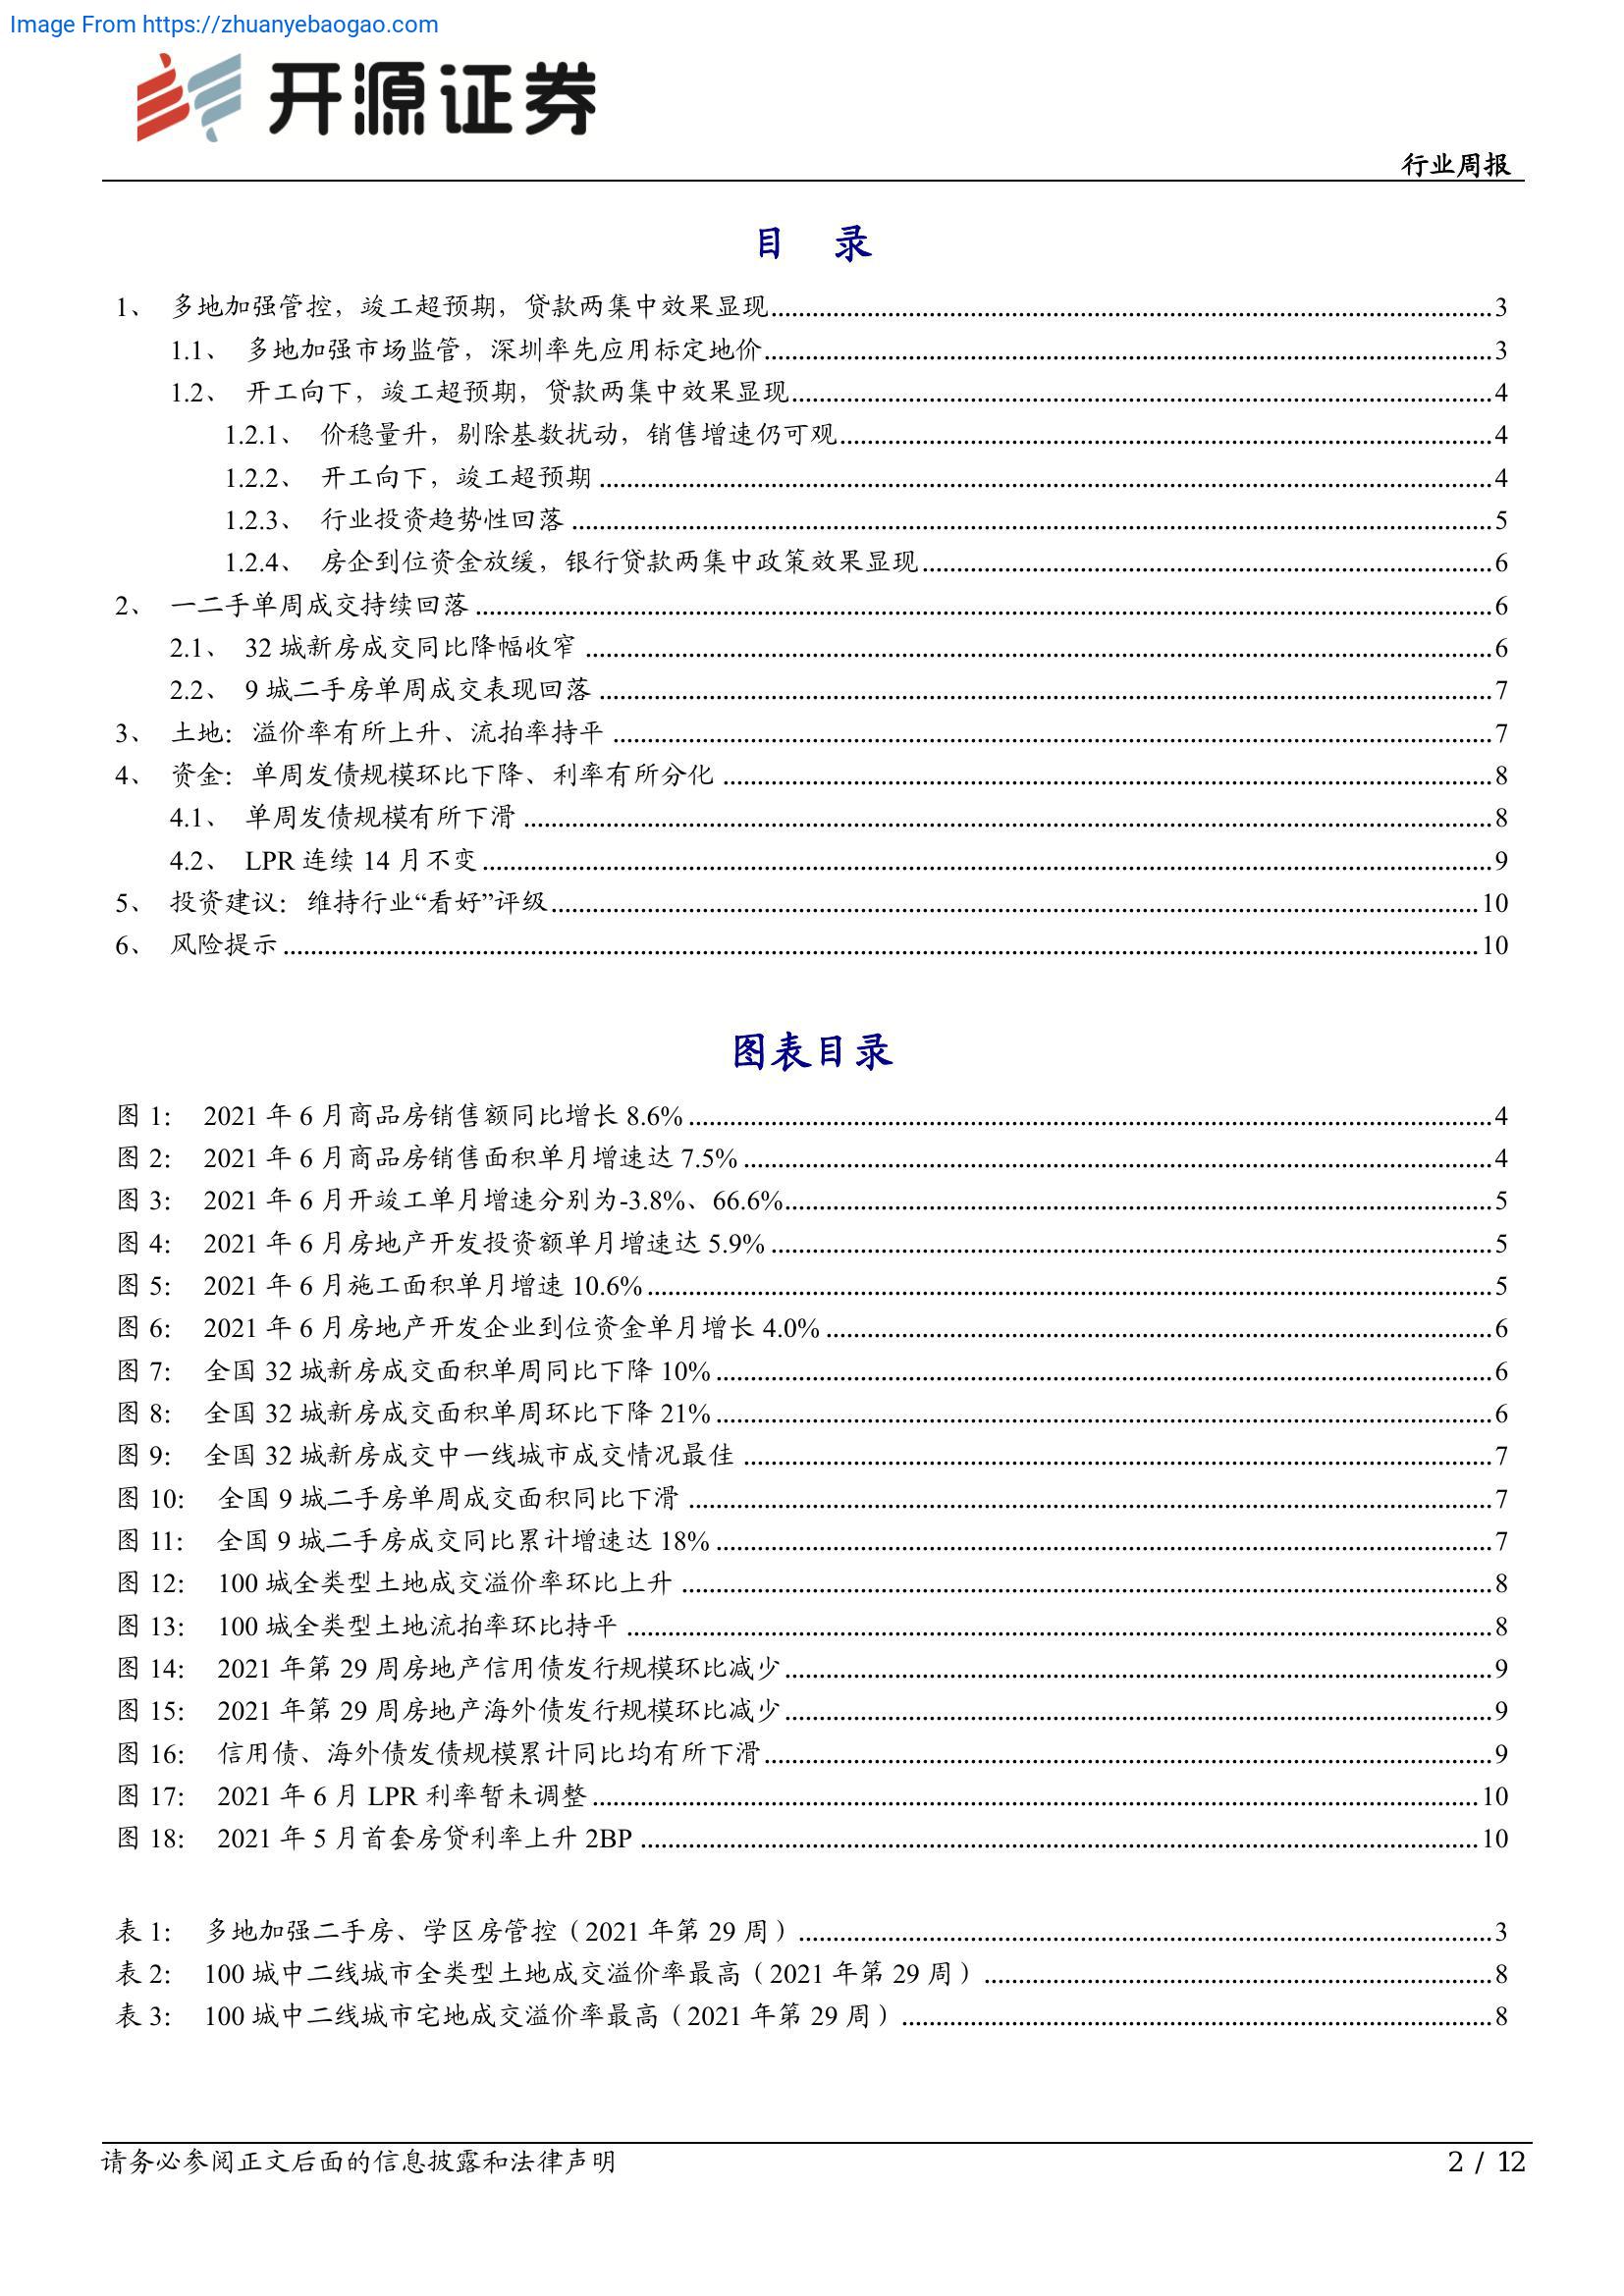 Image From https://zhuanyebaogao.com
开源证券
行业周报
目 录
1、 多地加强管控，竣工超预期，贷款两集中效果显现 3
1.1、 多地加强市场监管，深圳率先应用标定地价 3
1.2、 开工向下，竣工超预期，贷款两集中效果显现 4
1.2.1、 价稳量升，剔除基数扰动，销售增速仍可观 4
1.2.2、 开工向下，竣工超预期 4
1.2.3、 行业投资趋势性回落 5
1.2.4、 房企到位资金放缓，银行贷款两集中政策效果显现 6
2、 一二手单周成交持续回落 6
2.1、 32 城新房成交同比降幅收窄 6
2.2、 9 城二手房单周成交表现回落 7
3、 土地：溢价率有所上升、流拍率持平 7
4、 资金：单周发债规模环比下降、利率有所分化 8
4.1、 单周发债规模有所下滑 8
4.2、 LPR 连续 14 月不变 9
5、 投资建议：维持行业“看好”评级 10
6、 风险提示 10
图表目录
图 1： 2021 年 6 月商品房销售额同比增长 8.6% 4
图 2： 2021 年 6 月商品房销售面积单月增速达 7.5% 4
图 3： 2021 年 6 月开竣工单月增速分别为-3.8%、66.6% 5
图 4： 2021 年 6 月房地产开发投资额单月增速达 5.9% 5
图 5： 2021 年 6 月施工面积单月增速 10.6% 5
图 6： 2021 年 6 月房地产开发企业到位资金单月增长 4.0% 6
图 7： 全国 32 城新房成交面积单周同比下降 10% 6
图 8： 全国 32 城新房成交面积单周环比下降 21% 6
图 9： 全国 32 城新房成交中一线城市成交情况最佳 7
图 10： 全国 9 城二手房单周成交面积同比下滑 7
图 11： 全国 9 城二手房成交同比累计增速达 18% 7
图 12： 100 城全类型土地成交溢价率环比上升 8
图 13： 100 城全类型土地流拍率环比持平 8
图 14： 2021 年第 29 周房地产信用债发行规模环比减少 9
图 15： 2021 年第 29 周房地产海外债发行规模环比减少 9
图 16： 信用债、海外债发债规模累计同比均有所下滑 9
图 17： 2021 年 6 月 LPR 利率暂未调整 10
图 18： 2021 年 5 月首套房贷利率上升 2BP 10
表 1： 多地加强二手房、学区房管控（2021 年第 29 周） 3
表 2： 100 城中二线城市全类型土地成交溢价率最高（2021 年第 29 周） 8
表 3： 100 城中二线城市宅地成交溢价率最高（2021 年第 29 周） 8
请务必参阅正文后面的信息披露和法律声明 2 / 12